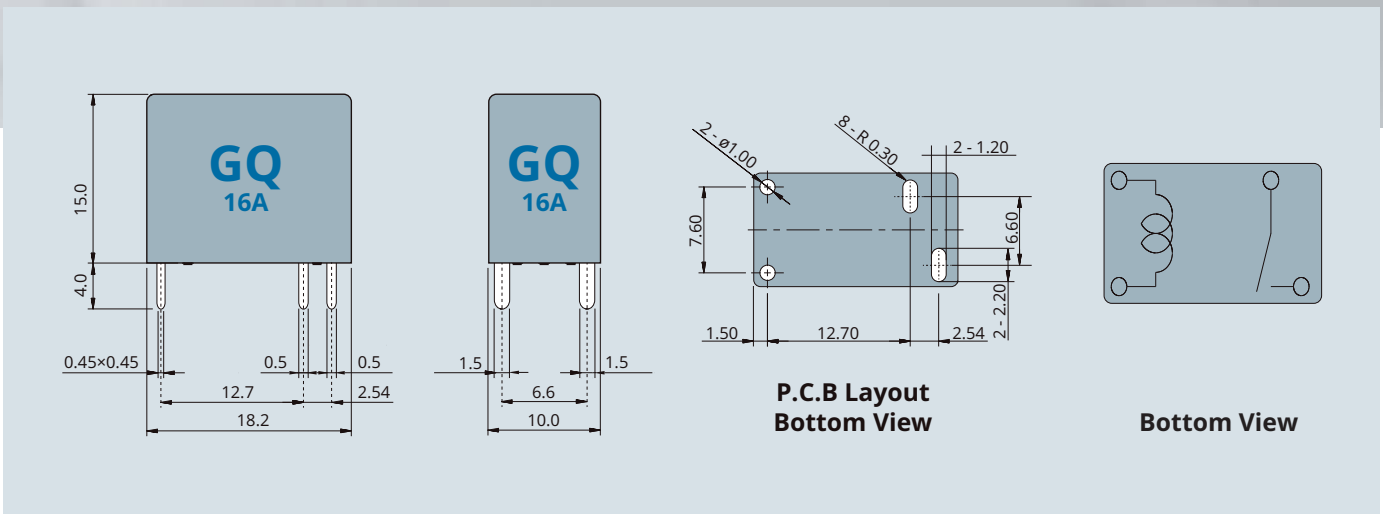 GQ
16A
15.0
4.0
0.45×0.45
0.5
0.5
12.7
2.54
18.2
GQ
16A
1.5
1.5
6.6
10.0
2 - ø1.00
8 - R 0.30
2 - 1.20
7.60
6.60
2 - 2.20
1.50
12.70
2.54
P.C.B Layout
Bottom View
Bottom View